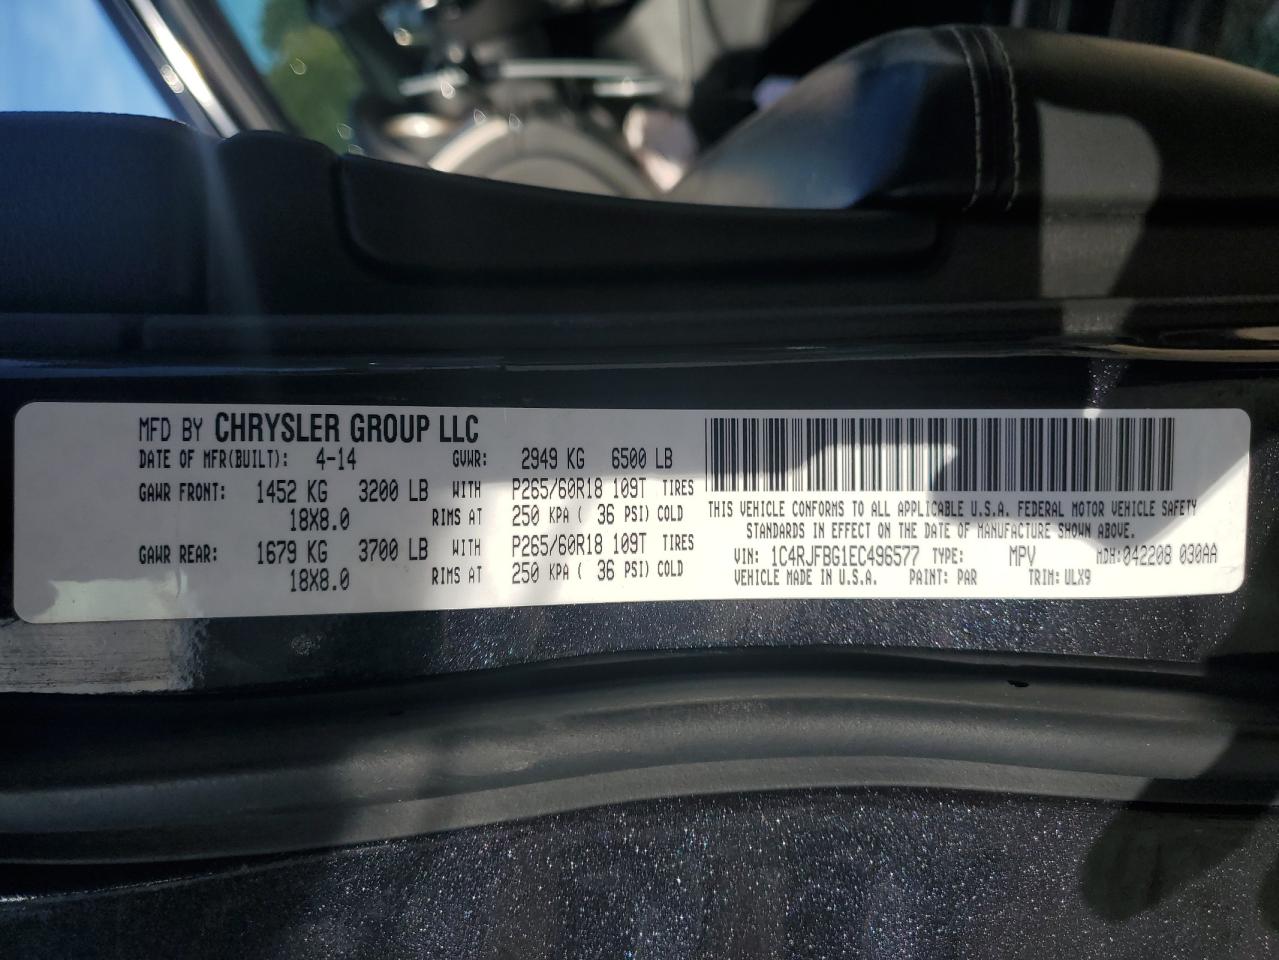 MFD BY CHRYSLER GROUP LLC
DATE OF MFR(BUILT): 4-14 GVWR: 2949 KG 6500 LB
GAWR FRONT: 1452 KG 3200 LB WITH P265/60R18 109T TIRES
18X8.0 RIMS AT 250 KPA ( 36 PSI) COLD
GAWR REAR: 1679 KG 3700 LB WITH P265/60R18 109T TIRES
18X8.0 RIMS AT 250 KPA ( 36 PSI) COLD
THIS VEHICLE CONFORMS TO ALL APPLICABLE U.S.A. FEDERAL MOTOR VEHICLE SAFETY
STANDARDS IN EFFECT ON THE DATE OF MANUFACTURE SHOWN ABOVE.
VIN: 1C4RJFBG1EC496577 TYPE: MPV MDH:042208 030AA
VEHICLE MADE IN U.S.A. PAINT: PAR TRIM: ULX9